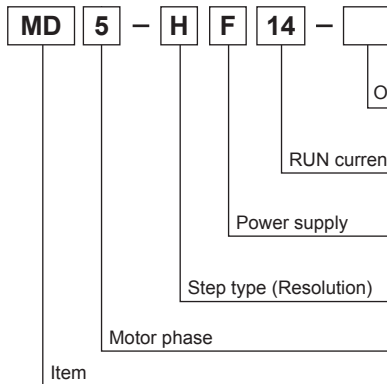 MD 5 – H F 14 –
O
RUN curren
Power supply
Step type (Resolution)
Motor phase
Item